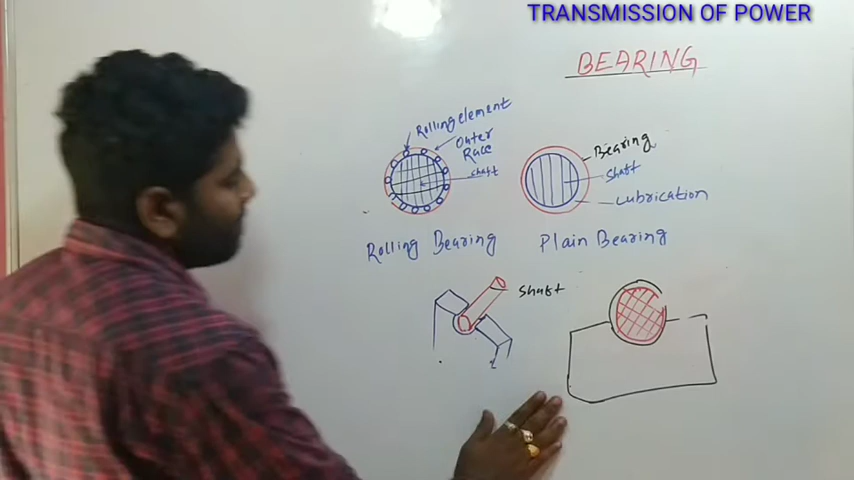 TRANSMISSION OF POWER
BEARING
Rolling element
Outer
Race
shaft
Bearing
shaft
Lubrication
Rolling Bearing
Plain Bearing
shaft